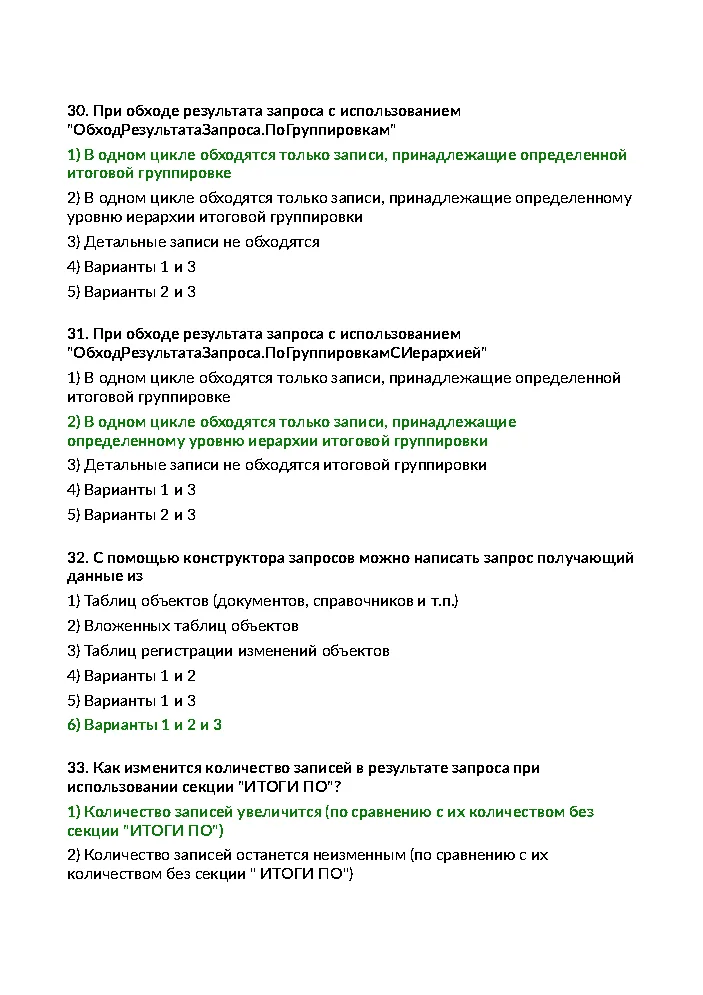 30. При обходе результата запроса с использованием
"ОбходРезультатаЗапроса.ПоГруппировкам"
1) В одном цикле обходятся только записи, принадлежащие определенной
итоговой группировке
2) В одном цикле обходятся только записи, принадлежащие определенному
уровню иерархии итоговой группировки
3) Детальные записи не обходятся
4) Варианты 1 и 3
5) Варианты 2 и 3
31. При обходе результата запроса с использованием
"ОбходРезультатаЗапроса.ПоГруппировкамСИерархией"
1) В одном цикле обходятся только записи, принадлежащие определенной
итоговой группировке
2) В одном цикле обходятся только записи, принадлежащие
определенному уровню иерархии итоговой группировки
3) Детальные записи не обходятся итоговой группировки
4) Варианты 1 и 3
5) Варианты 2 и 3
32. С помощью конструктора запросов можно написать запрос получающий
данные из
1) Таблиц объектов (документов, справочников и т.п.)
2) Вложенных таблиц объектов
3) Таблиц регистрации изменений объектов
4) Варианты 1 и 2
5) Варианты 1 и 3
6) Варианты 1 и 2 и 3
33. Как изменится количество записей в результате запроса при
использовании секции "ИТОГИ ПО"?
1) Количество записей увеличится (по сравнению с их количеством без
секции "ИТОГИ ПО")
2) Количество записей останется неизменным (по сравнению с их
количеством без секции " ИТОГИ ПО")